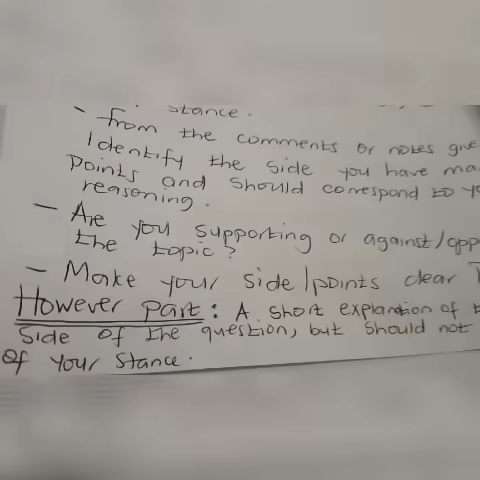 stance.
- from the comments or notes
Identify the side you have
points and should correspond to
reasoning.
- Are you supporting or against/
the topic?
- Make your side/points clear
However part: A short explanation of
side of the question, but should not
of your stance.